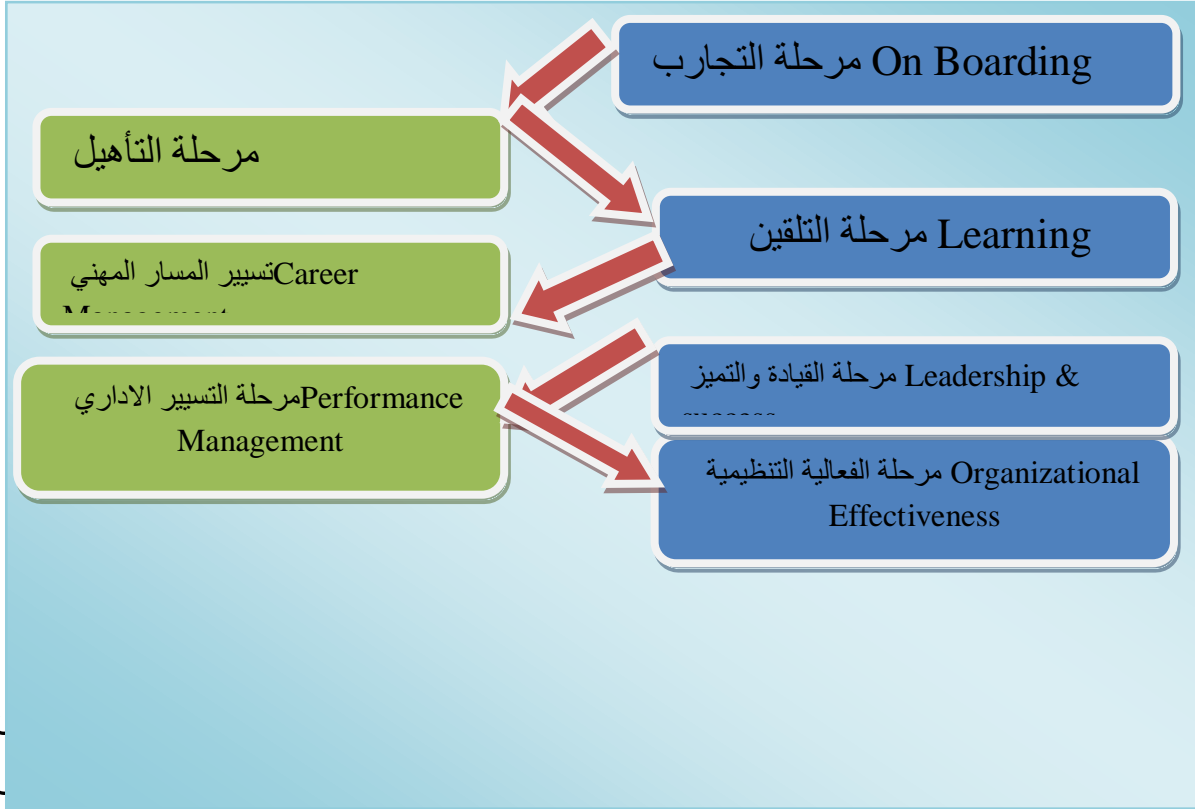 On Boarding مرحلة التجارب
مرحلة التأهيل
Learning مرحلة التلقين
Careerتسيير المسار المهني
Leadership & مرحلة القيادة والتميز
Performanceمرحلة التسيير الاداري
Management
Organizational مرحلة الفعالية التنظيمية
Effectiveness